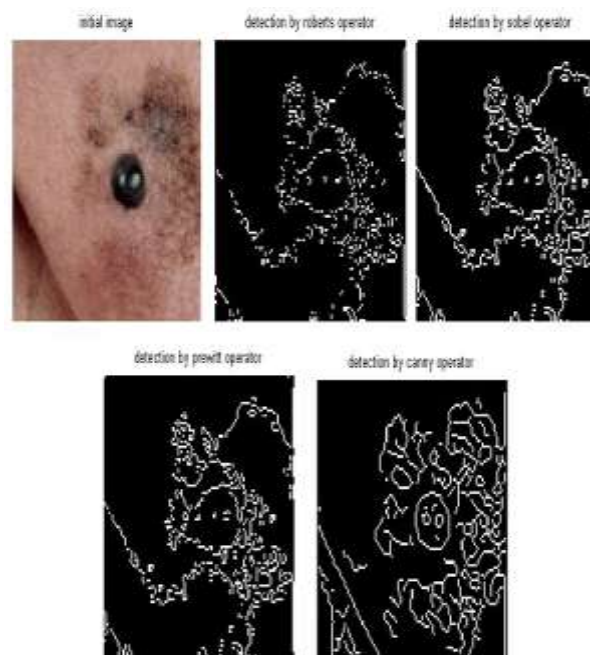 initial image
detection by roberts operator
detection by sobel operator
detection by prewitt operator
detection by canny operator